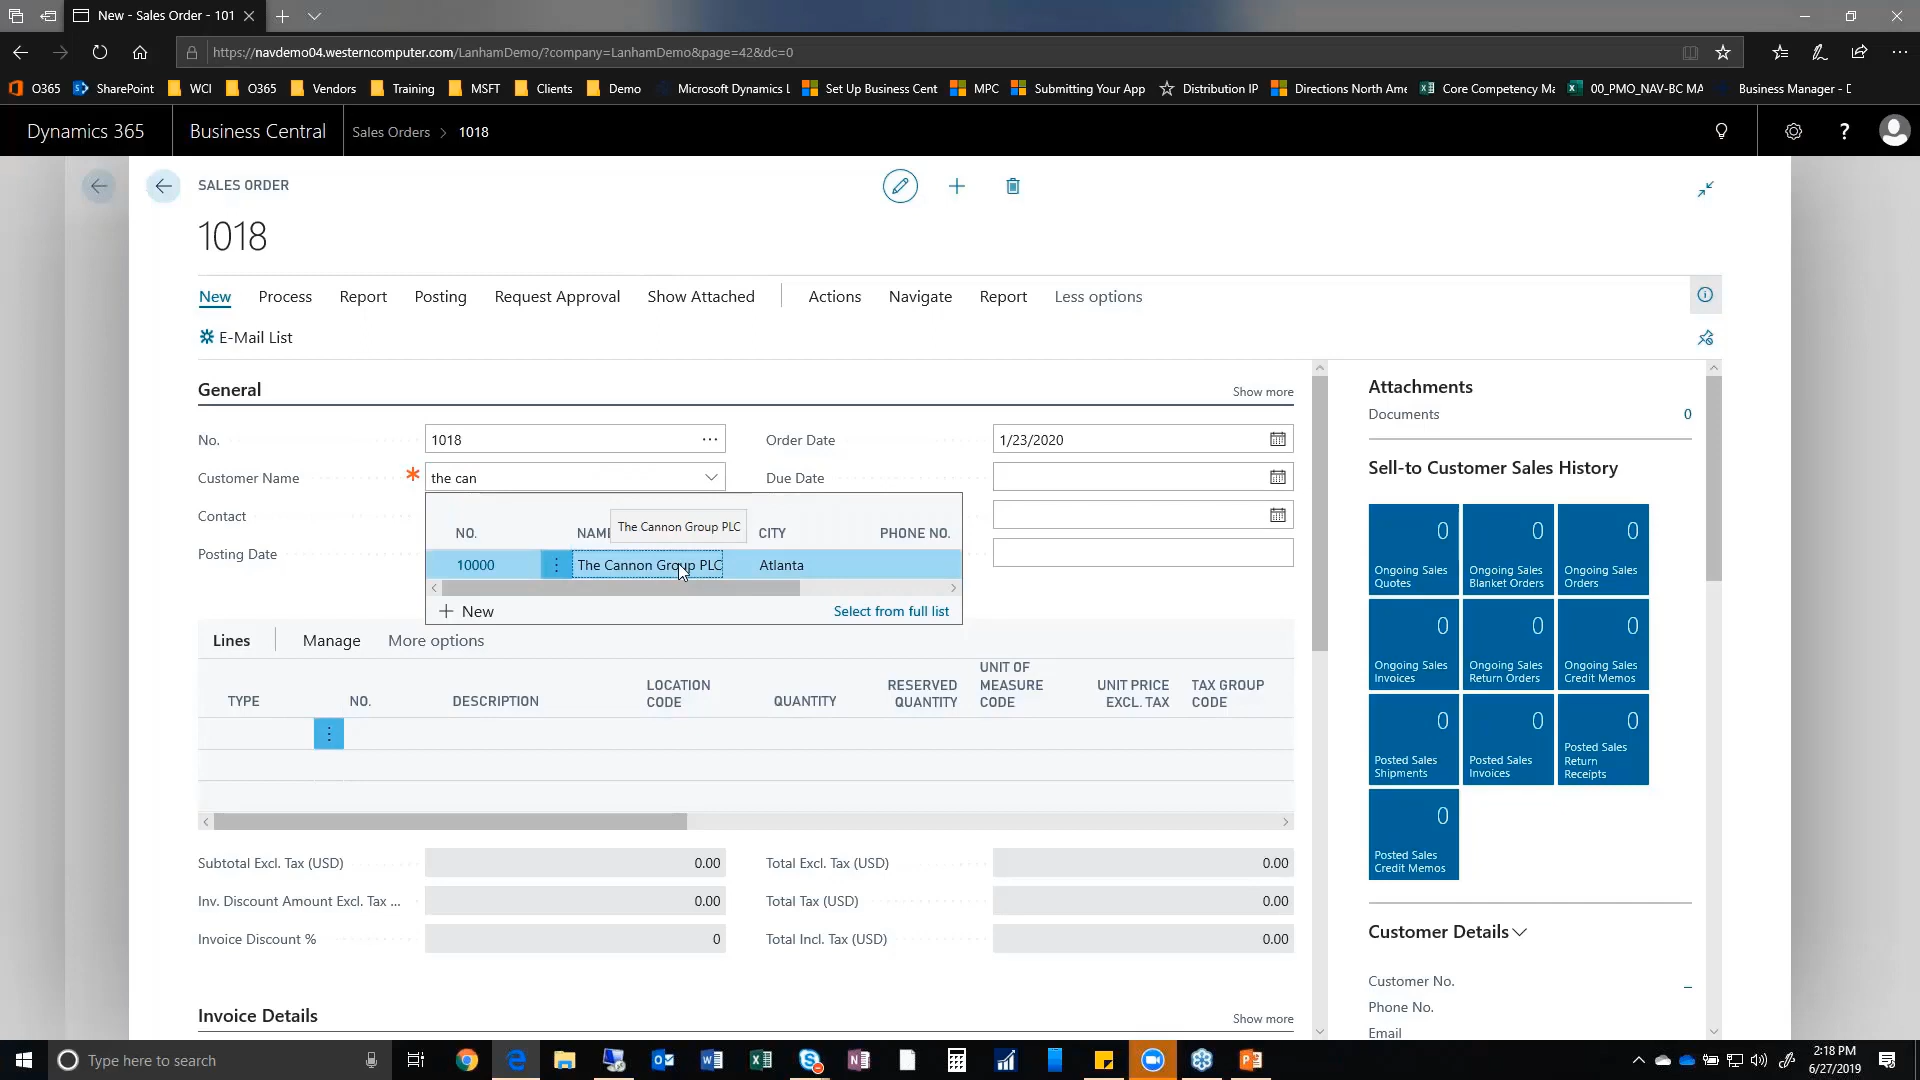 New - Sales Order - 101
https://navdemo04.westerncomputer.com/LanhamDemo/?company=LanhamDemo&page=42&dc=0
O365 SharePoint WCI O365 Vendors Training MSFT Clients Demo Microsoft Dynamics Set Up Business Cent MPC Submitting Your App Distribution IP Directions North Ame Core Competency Ma 00_PMO_NAV-BC MA Business Manager -
Dynamics 365 Business Central Sales Orders > 1018 ?
SALES ORDER
1018
New Process Report Posting Request Approval Show Attached Actions Navigate Report Less options
E-Mail List
General Show more
No. 1018 ... Order Date 1/23/2020
Customer Name * the can Due Date
Contact
Posting Date
NO. NAME CITY PHONE NO.
The Cannon Group PLC
10000 The Cannon Group PLC Atlanta
+ New Select from full list
Lines Manage More options
TYPE NO. DESCRIPTION LOCATION CODE QUANTITY RESERVED QUANTITY UNIT OF MEASURE CODE UNIT PRICE EXCL. TAX TAX GROUP CODE
Subtotal Excl. Tax (USD) 0.00 Total Excl. Tax (USD) 0.00
Inv. Discount Amount Excl. Tax ... 0.00 Total Tax (USD) 0.00
Invoice Discount % 0 Total Incl. Tax (USD) 0.00
Invoice Details Show more
Attachments
Documents 0
Sell-to Customer Sales History
0 Ongoing Sales Quotes
0 Ongoing Sales Blanket Orders
0 Ongoing Sales Orders
0 Ongoing Sales Invoices
0 Ongoing Sales Return Orders
0 Ongoing Sales Credit Memos
0 Posted Sales Shipments
0 Posted Sales Invoices
0 Posted Sales Return Receipts
0 Posted Sales Credit Memos
Customer Details
Customer No. _
Phone No.
Email
Type here to search
2:18 PM
6/27/2019